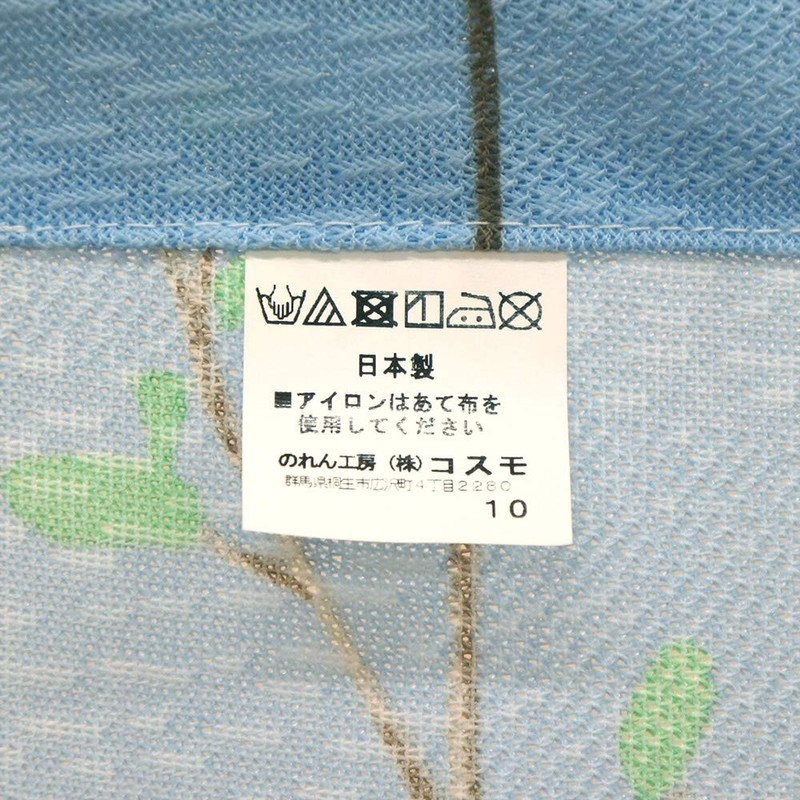 日本製
■アイロンはあて布を
使用してください
のれん工房（株）コスモ
群馬県桐生市広沢町4丁目2280
10